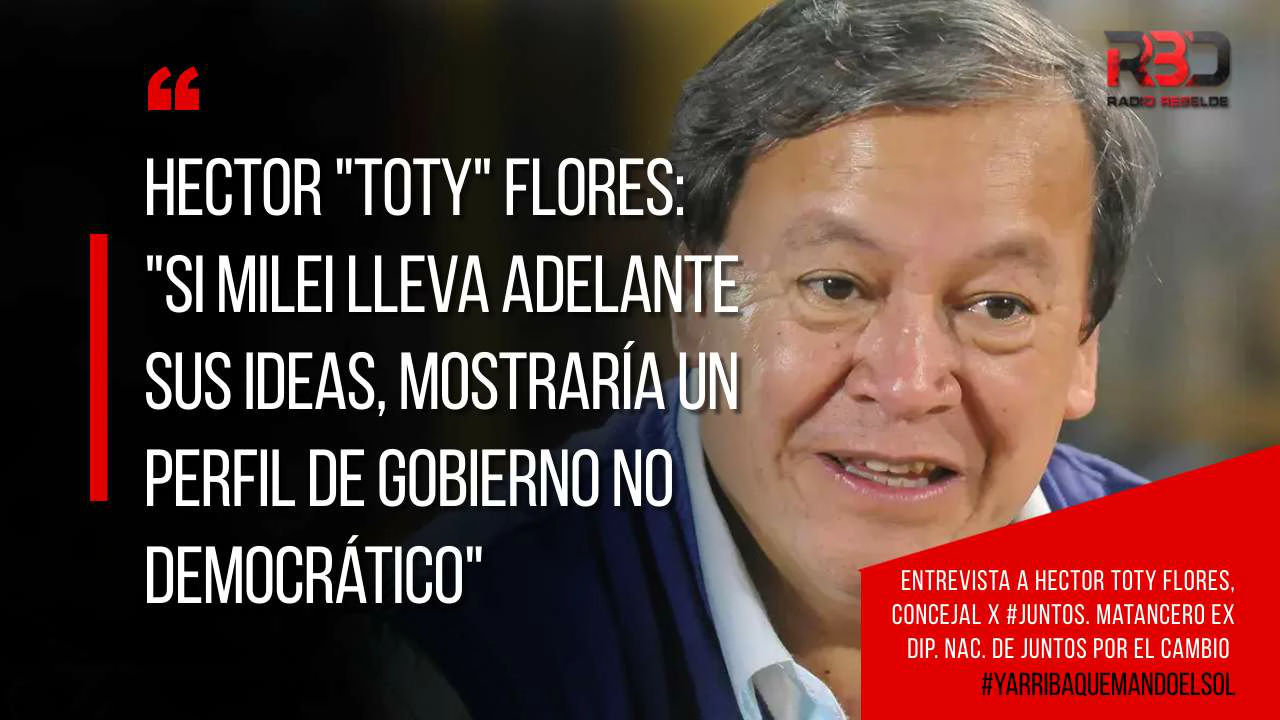 RBD
RADIO REBELDE
“
HECTOR "TOTY" FLORES:
"SI MILEI LLEVA ADELANTE
SUS IDEAS, MOSTRARÍA UN
PERFIL DE GOBIERNO NO
DEMOCRÁTICO"
ENTREVISTA A HECTOR TOTY FLORES,
CONCEJAL X #JUNTOS. MATANCERO EX
DIP. NAC. DE JUNTOS POR EL CAMBIO
#YARRIBAQUEMANDOELSOL